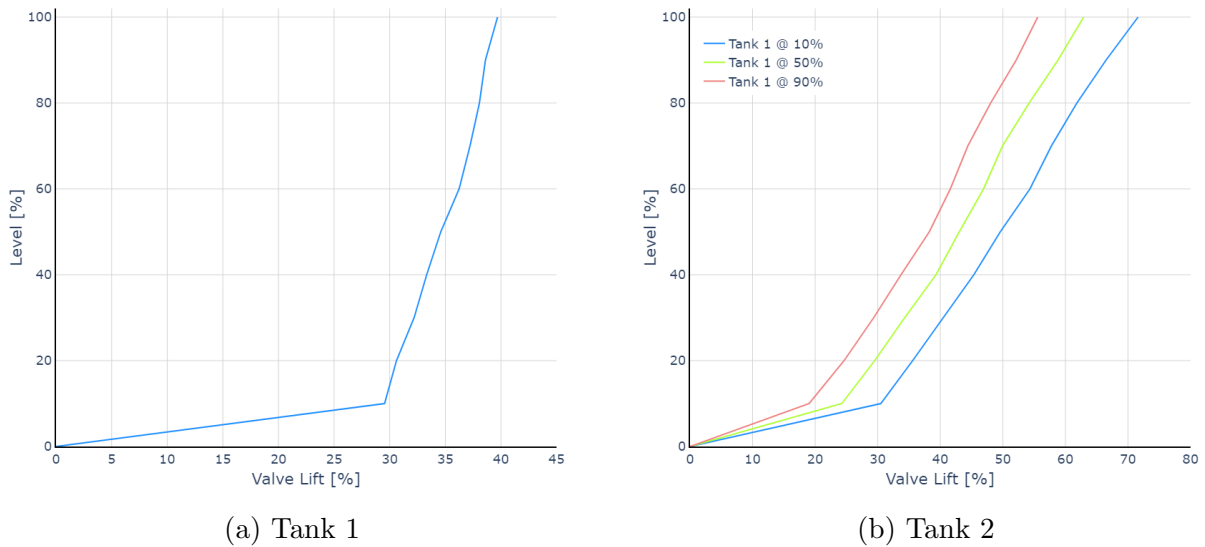 100
80
60
40
20
0
Level [%]
0 5 10 15 20 25 30 35 40 45
Valve Lift [%]
(a) Tank 1
100
80
60
40
20
0
Level [%]
Tank 1 @ 10%
Tank 1 @ 50%
Tank 1 @ 90%
0 10 20 30 40 50 60 70 80
Valve Lift [%]
(b) Tank 2